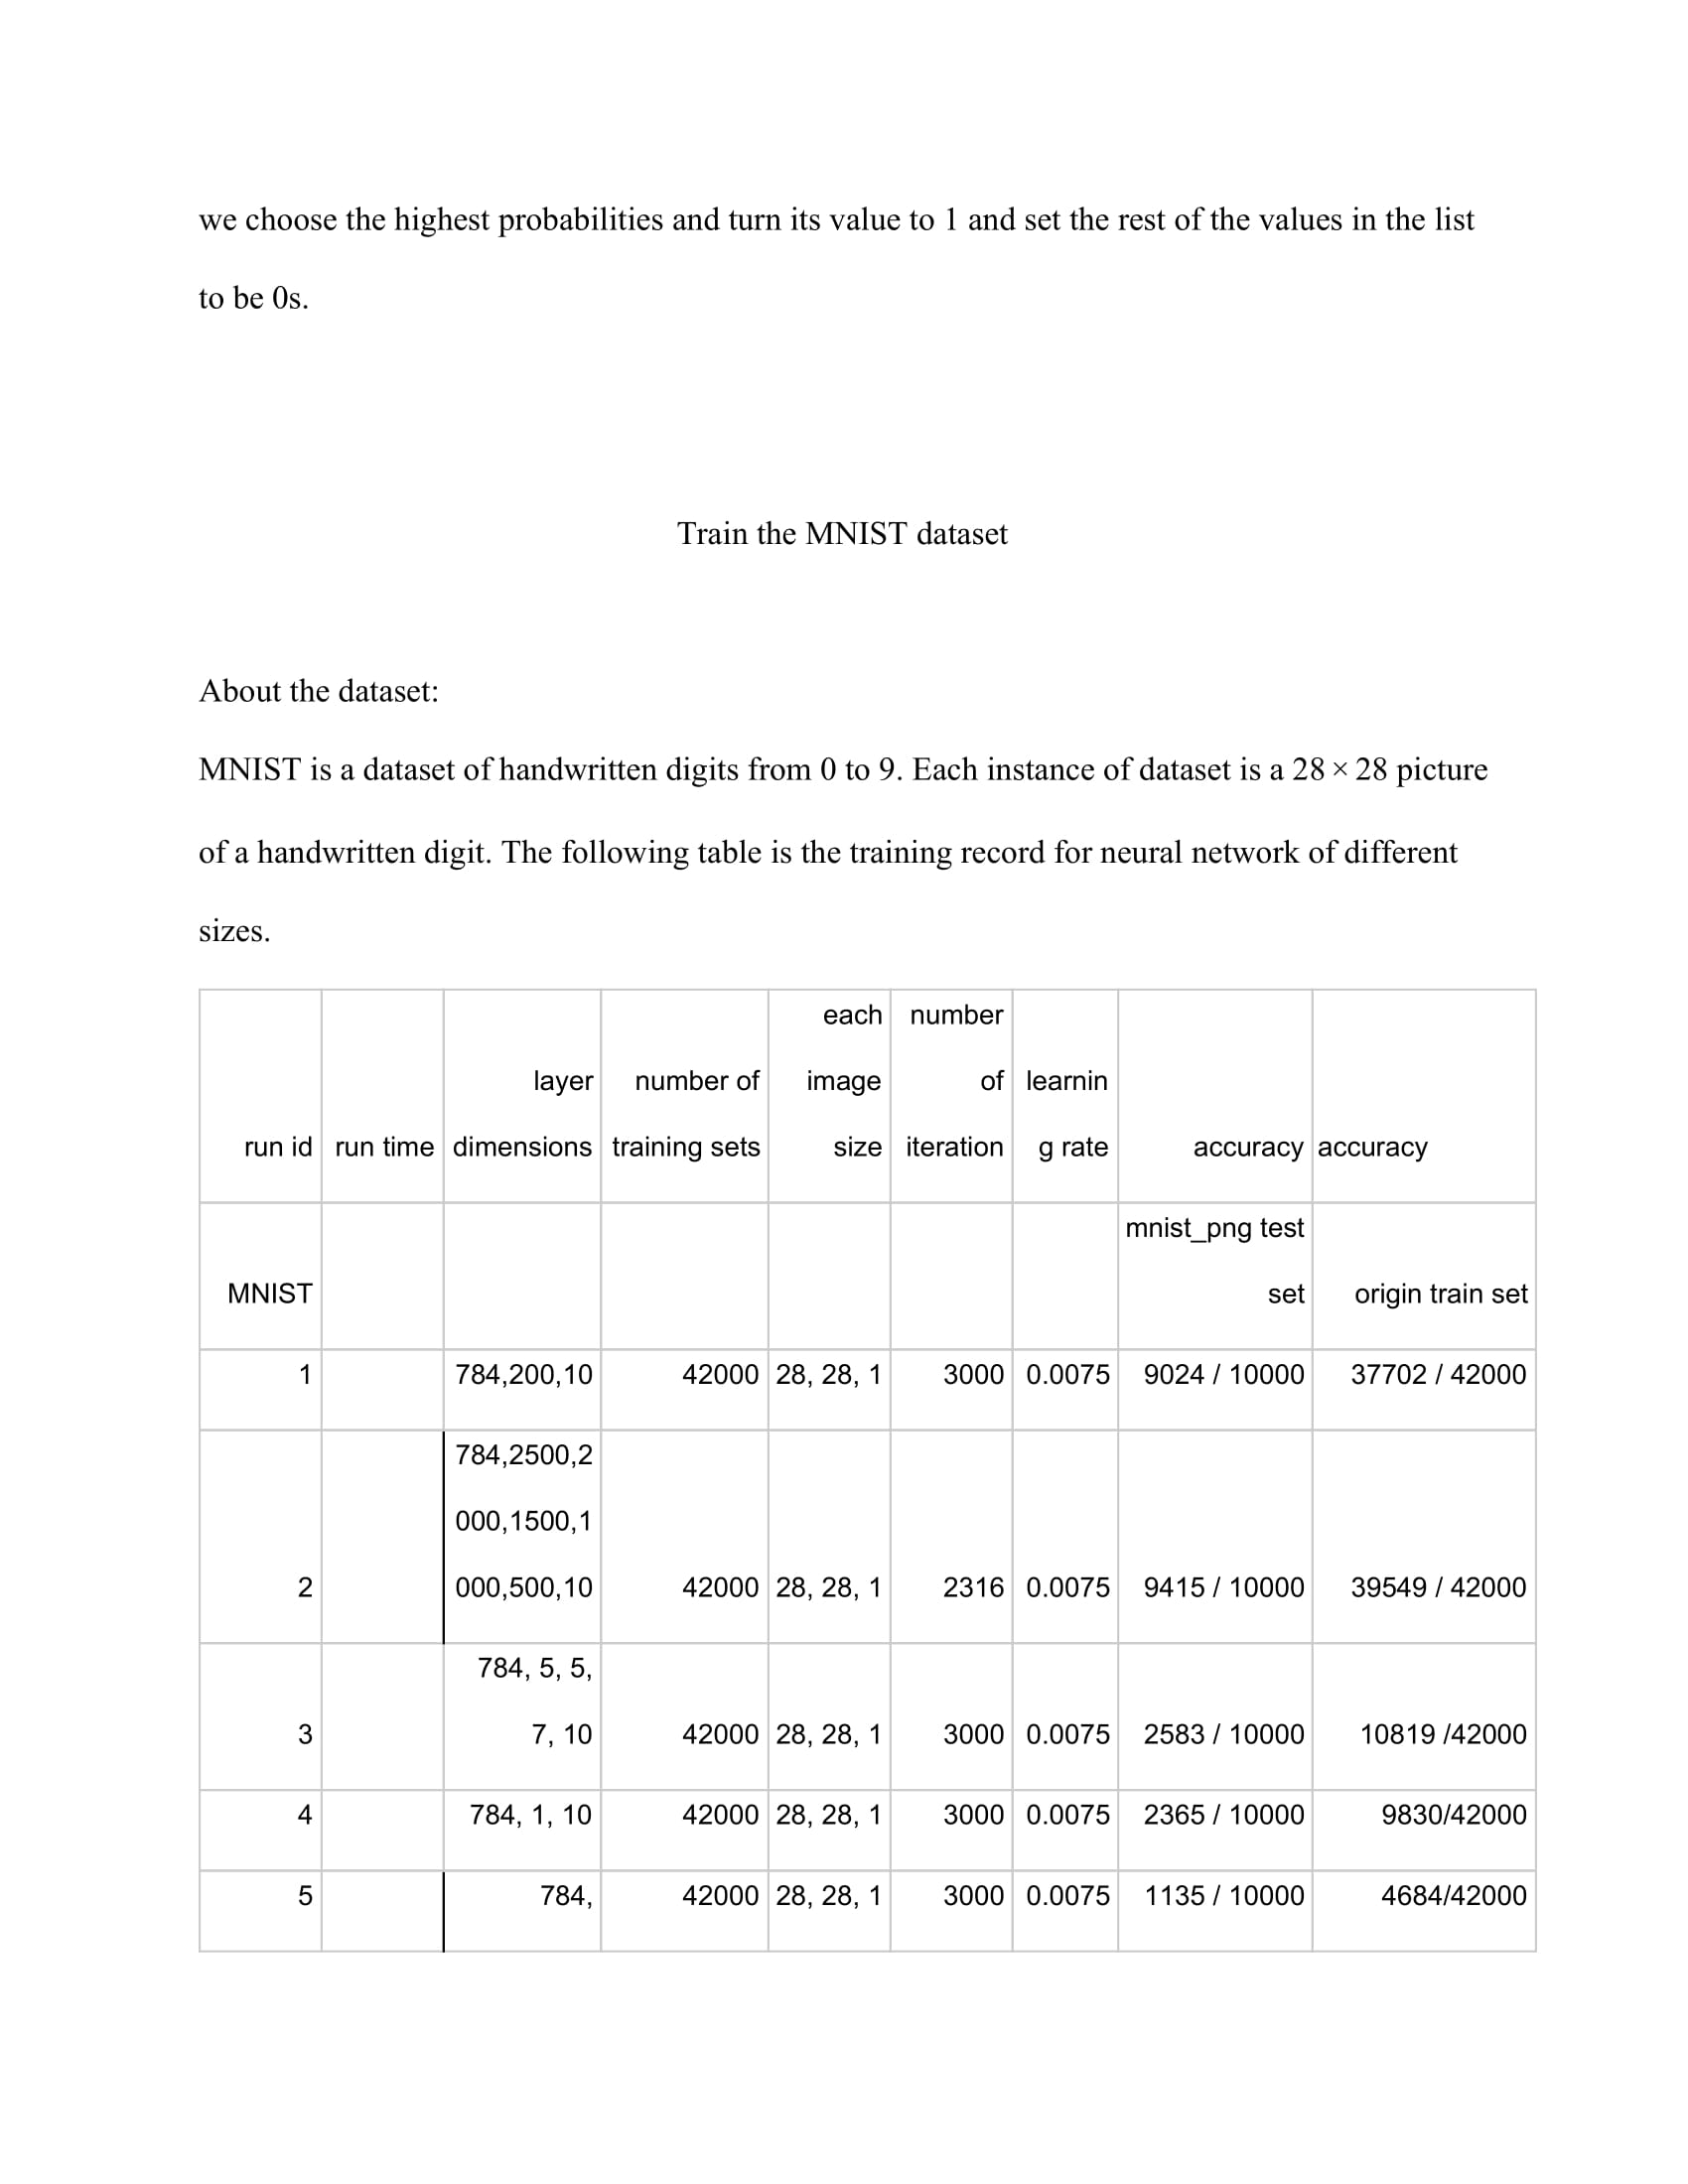 we choose the highest probabilities and turn its value to 1 and set the rest of the values in the list
to be 0s.
Train the MNIST dataset
About the dataset:
MNIST is a dataset of handwritten digits from 0 to 9. Each instance of dataset is a 28 × 28 picture
of a handwritten digit. The following table is the training record for neural network of different
sizes.
each number
layer number of image of learnin
run id run time dimensions training sets size iteration g rate accuracy accuracy
mnist_png test
MNIST set origin train set
1 784,200,10 42000 28, 28, 1 3000 0.0075 9024 / 10000 37702 / 42000
784,2500,2
000,1500,1
2 000,500,10 42000 28, 28, 1 2316 0.0075 9415 / 10000 39549 / 42000
784, 5, 5,
3 7, 10 42000 28, 28, 1 3000 0.0075 2583 / 10000 10819 /42000
4 784, 1, 10 42000 28, 28, 1 3000 0.0075 2365 / 10000 9830/42000
5 784, 42000 28, 28, 1 3000 0.0075 1135 / 10000 4684/42000